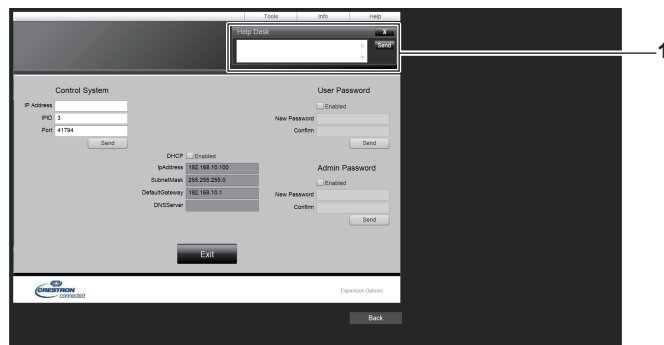 Tools Info Help
Help Desk X
Send
1
Control System
IP Address
IPID 3
Port 41794
Send
User Password
Enabled
New Password
Confirm
Send
DHCP Enabled
IpAddress 192.168.10.100
SubnetMask 255.255.255.0
DefaultGateway 192.168.10.1
DNSServer
Admin Password
Enabled
New Password
Confirm
Send
Exit
CRESTRON
connected
Expansion Options
Back